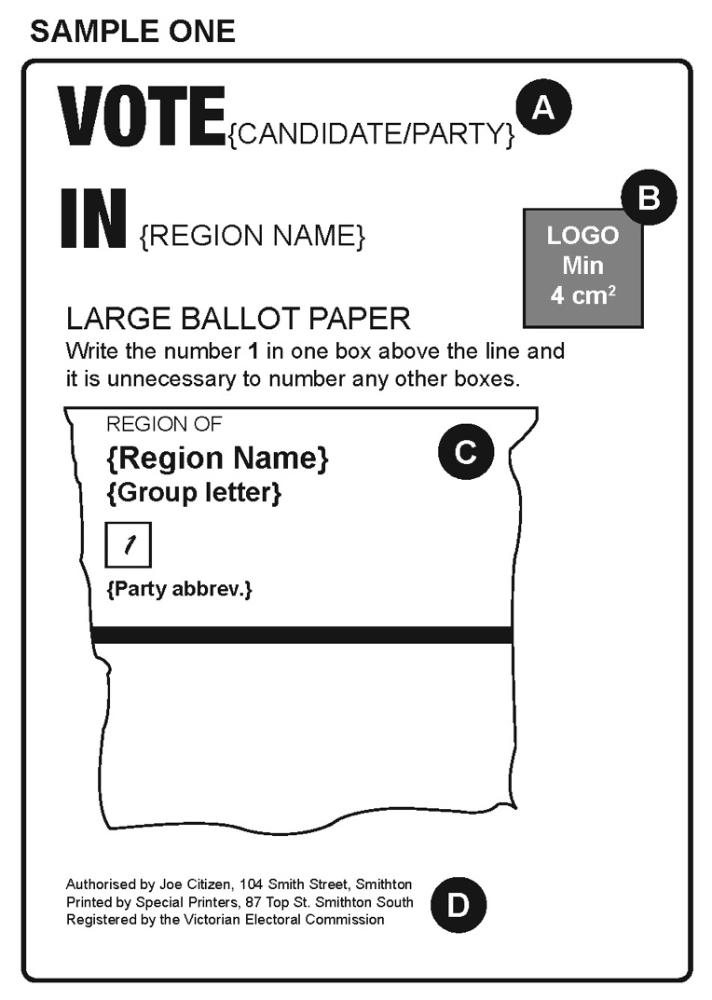 SAMPLE ONE
VOTE {CANDIDATE/PARTY} A
IN {REGION NAME}
B
LOGO
Min
4 cm²
LARGE BALLOT PAPER
Write the number 1 in one box above the line and
it is unnecessary to number any other boxes.
REGION OF
{Region Name}
C
{Group letter}
1
{Party abbrev.}
Authorised by Joe Citizen, 104 Smith Street, Smithton
Printed by Special Printers, 87 Top St. Smithton South
Registered by the Victorian Electoral Commission
D